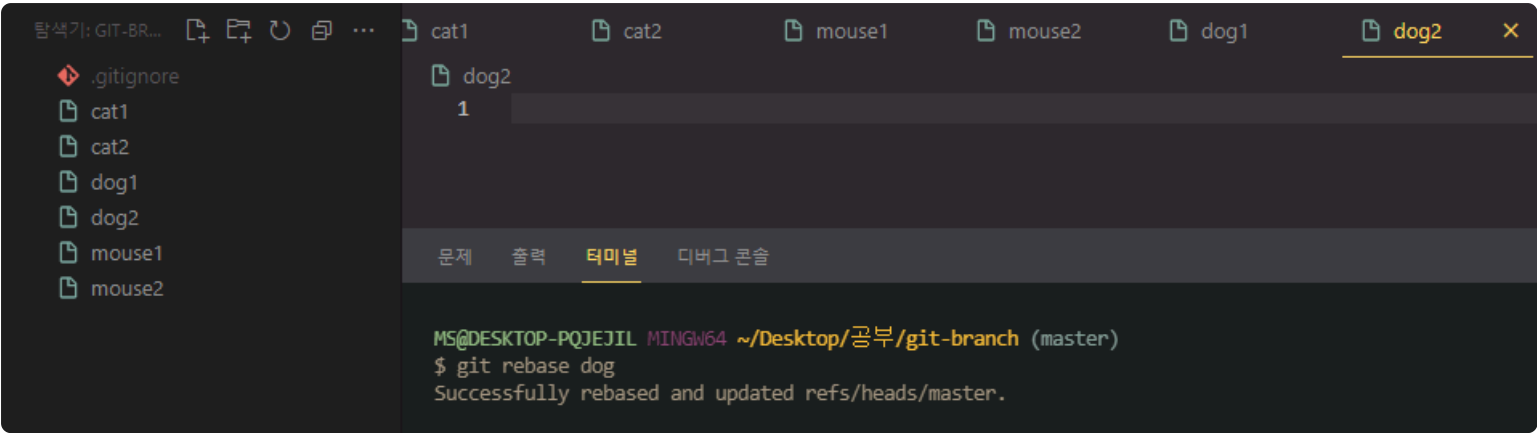 탐색기: GIT-BR... ...
.gitignore
cat1
cat2
dog1
dog2
mouse1
mouse2
cat1 cat2 mouse1 mouse2 dog1 dog2
dog2
1
문제 출력 터미널 디버그 콘솔
MS@DESKTOP-PQJEJIL MINGW64 ~/Desktop/공부/git-branch (master)
$ git rebase dog
Successfully rebased and updated refs/heads/master.